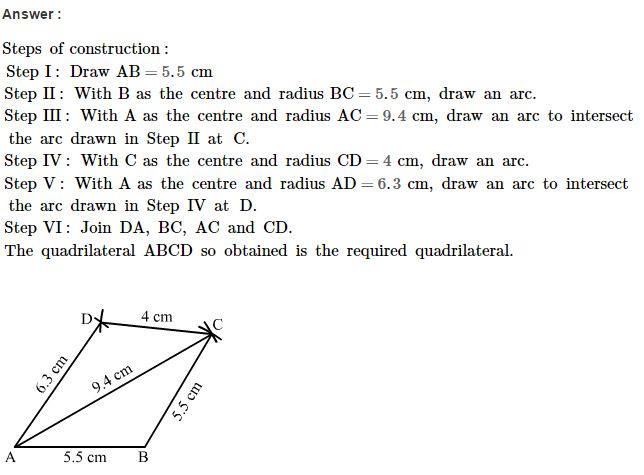 Answer :
Steps of construction :
Step I : Draw AB = 5.5 cm
Step II : With B as the centre and radius BC = 5.5 cm, draw an arc.
Step III : With A as the centre and radius AC = 9.4 cm, draw an arc to intersect
the arc drawn in Step II at C.
Step IV : With C as the centre and radius CD = 4 cm, draw an arc.
Step V : With A as the centre and radius AD = 6.3 cm, draw an arc to intersect
the arc drawn in Step IV at D.
Step VI : Join DA, BC, AC and CD.
The quadrilateral ABCD so obtained is the required quadrilateral.
D
4 cm
C
6.3 cm
9.4 cm
5.5 cm
A
5.5 cm
B